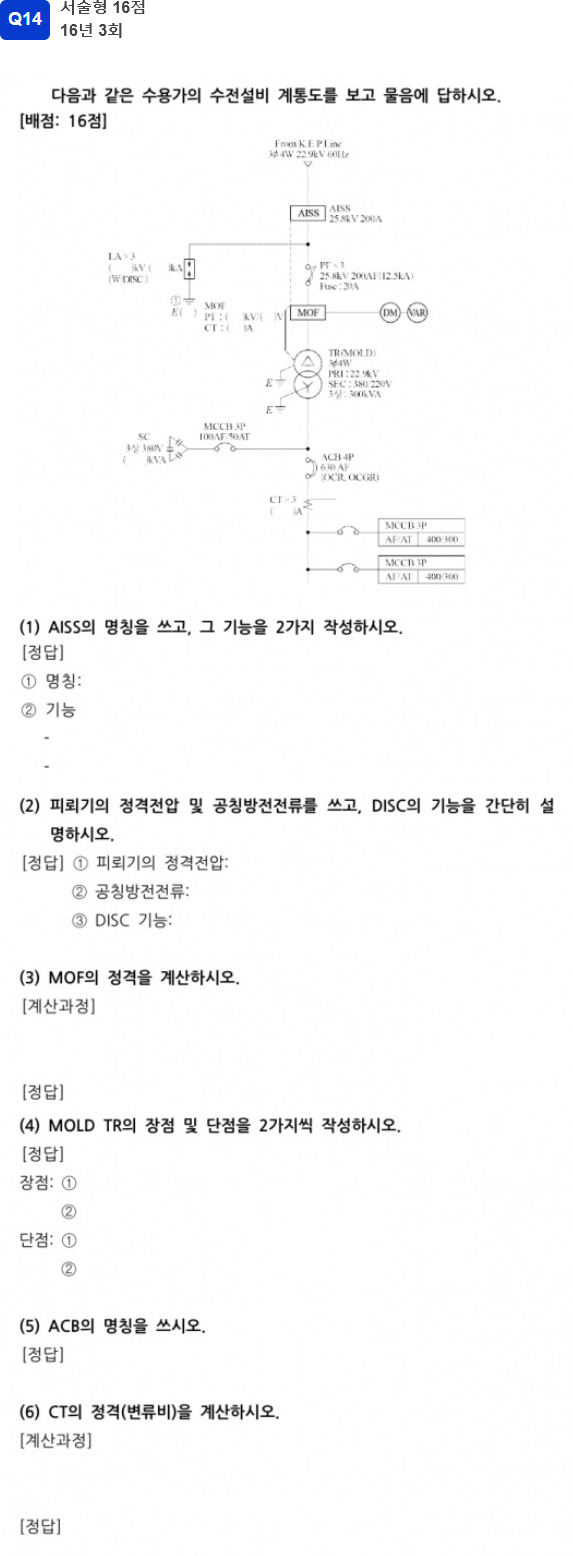 Q14
서술형 16점
16년 3회
다음과 같은 수용가의 수전설비 계통도를 보고 물음에 답하시오.
[배점: 16점]
From K.E.P Line
3ϕ4W 22.9kV 60Hz
AISS
AISS
25.8kV 200A
LA×3
( )kV ( )kA
(W/DISC.)
PF×3
25.8kV 200AF(12.5kA)
Fuse : 20A
①
E( )
MOF
PT : ( )kV/( )V
CT : ( )A
MOF
DM
VAR
TR(MOLD)
3ϕ4W
PRI : 22.9kV
SEC : 380/220V
3상 : 300kVA
E
E
SC
3상 380V
( )kVA
MCCB 3P
100AF/50AT
ACB 4P
630 AF
(OCR, OCGR)
CT×3
( )A
MCCB 3P
AF/AT 400/300
MCCB 3P
AF/AT 400/300
(1) AISS의 명칭을 쓰고, 그 기능을 2가지 작성하시오.
[정답]
① 명칭:
② 기능
-
-
(2) 피뢰기의 정격전압 및 공칭방전전류를 쓰고, DISC의 기능을 간단히 설
명하시오.
[정답] ① 피뢰기의 정격전압:
② 공칭방전전류:
③ DISC 기능:
(3) MOF의 정격을 계산하시오.
[계산과정]
[정답]
(4) MOLD TR의 장점 및 단점을 2가지씩 작성하시오.
[정답]
장점: ①
②
단점: ①
②
(5) ACB의 명칭을 쓰시오.
[정답]
(6) CT의 정격(변류비)을 계산하시오.
[계산과정]
[정답]